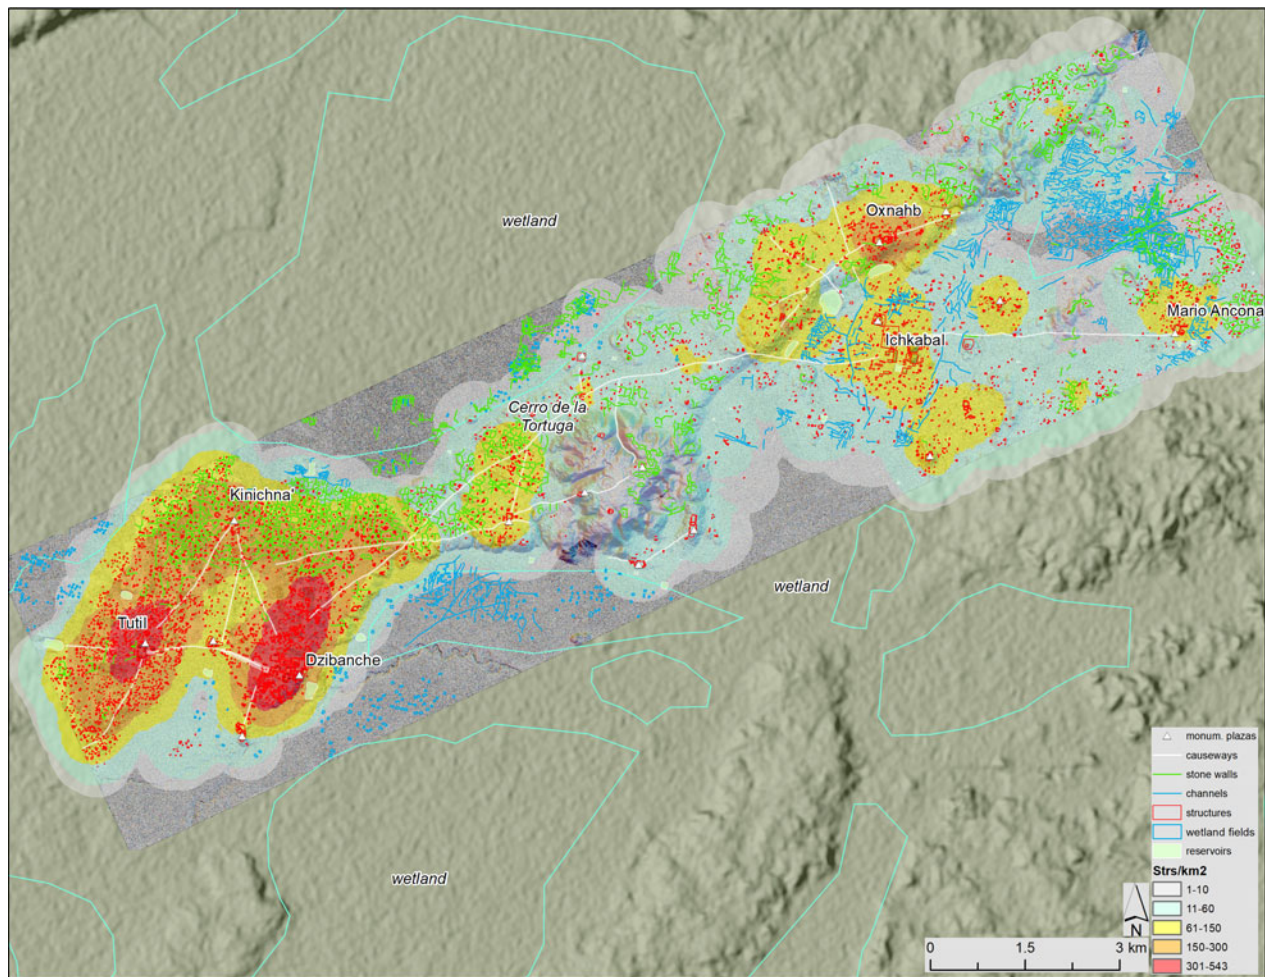 wetland
Oxnahb
Mario Ancona
Ichkabal
Cerro de la
Tortuga
Kinichna'
wetland
Tutil
Dzibanche
wetland
monum. plazas
causeways
stone walls
channels
structures
wetland fields
reservoirs
Strs/km2
1-10
11-60
61-150
150-300
301-543
N
0 1.5 3 km